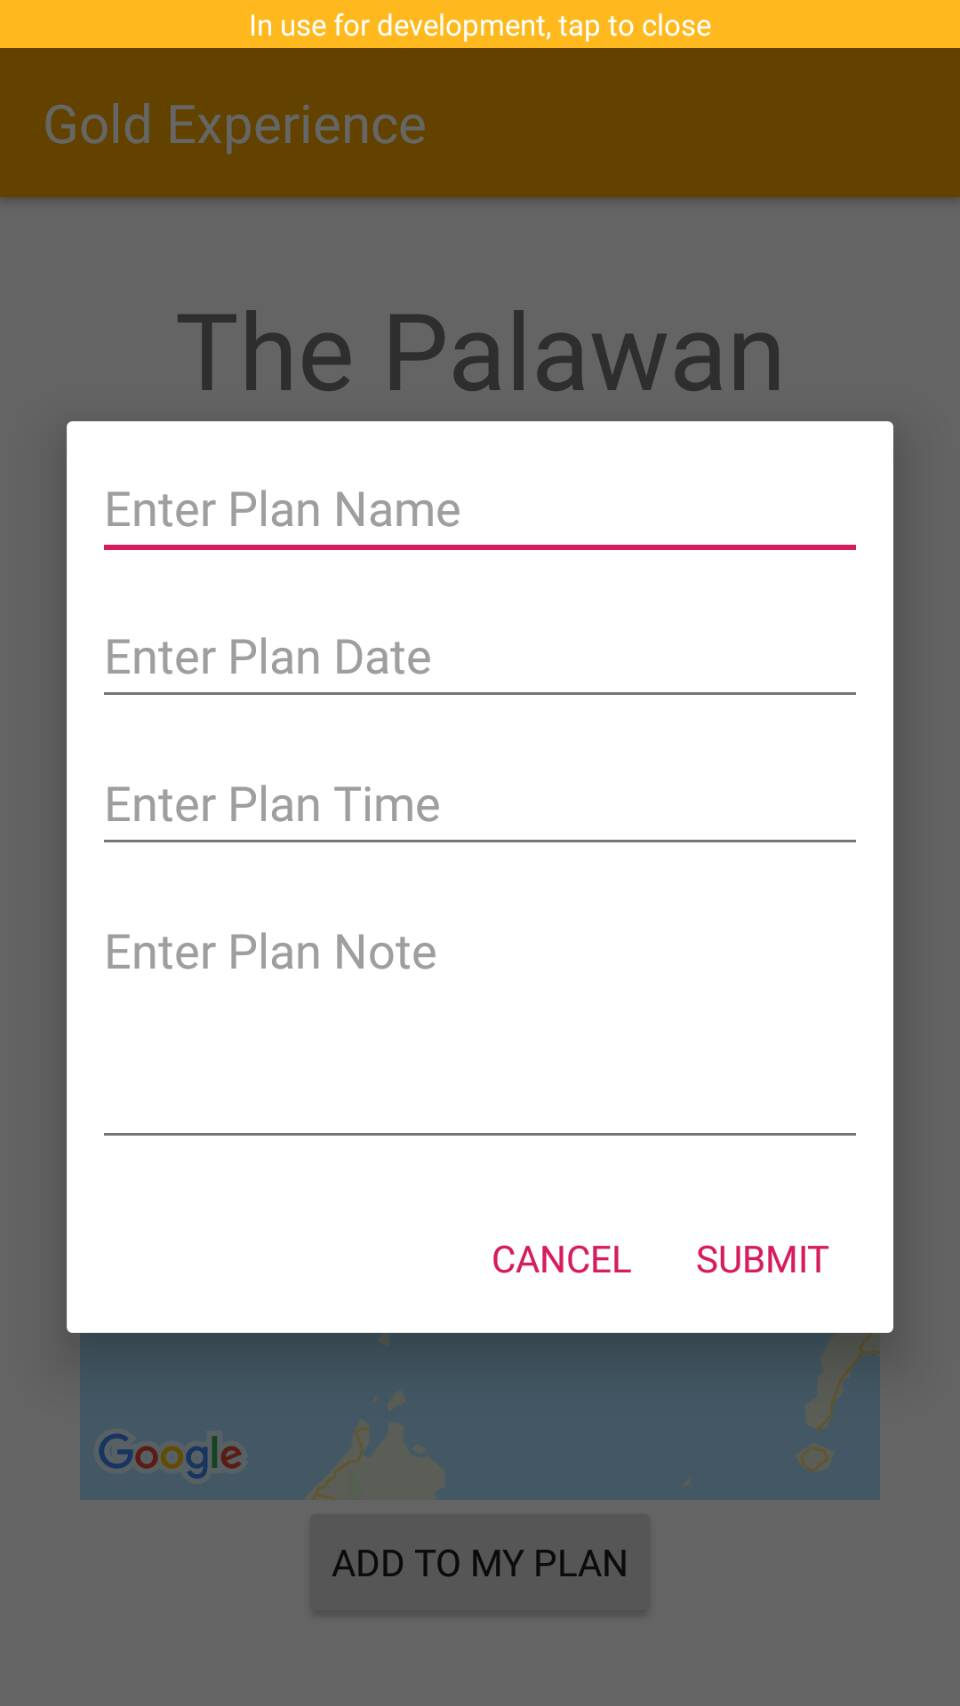 In use for development, tap to close
Gold Experience
The Palawan
Enter Plan Name
Enter Plan Date
Enter Plan Time
Enter Plan Note
CANCEL SUBMIT
Google
ADD TO MY PLAN